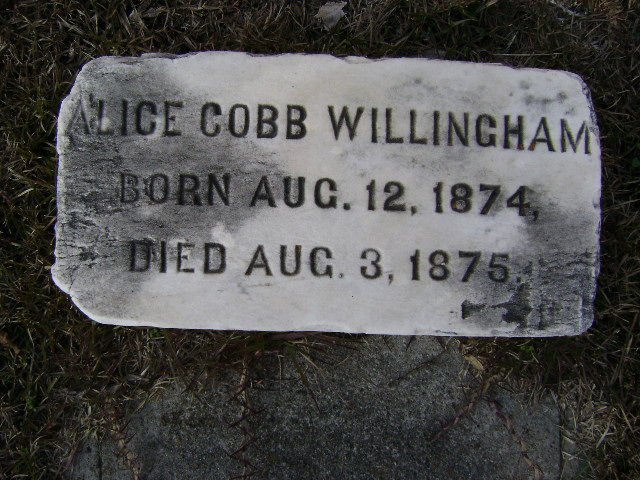 ALICE COBB WILLINGHAM
BORN AUG. 12, 1874,
DIED AUG. 3, 1875.